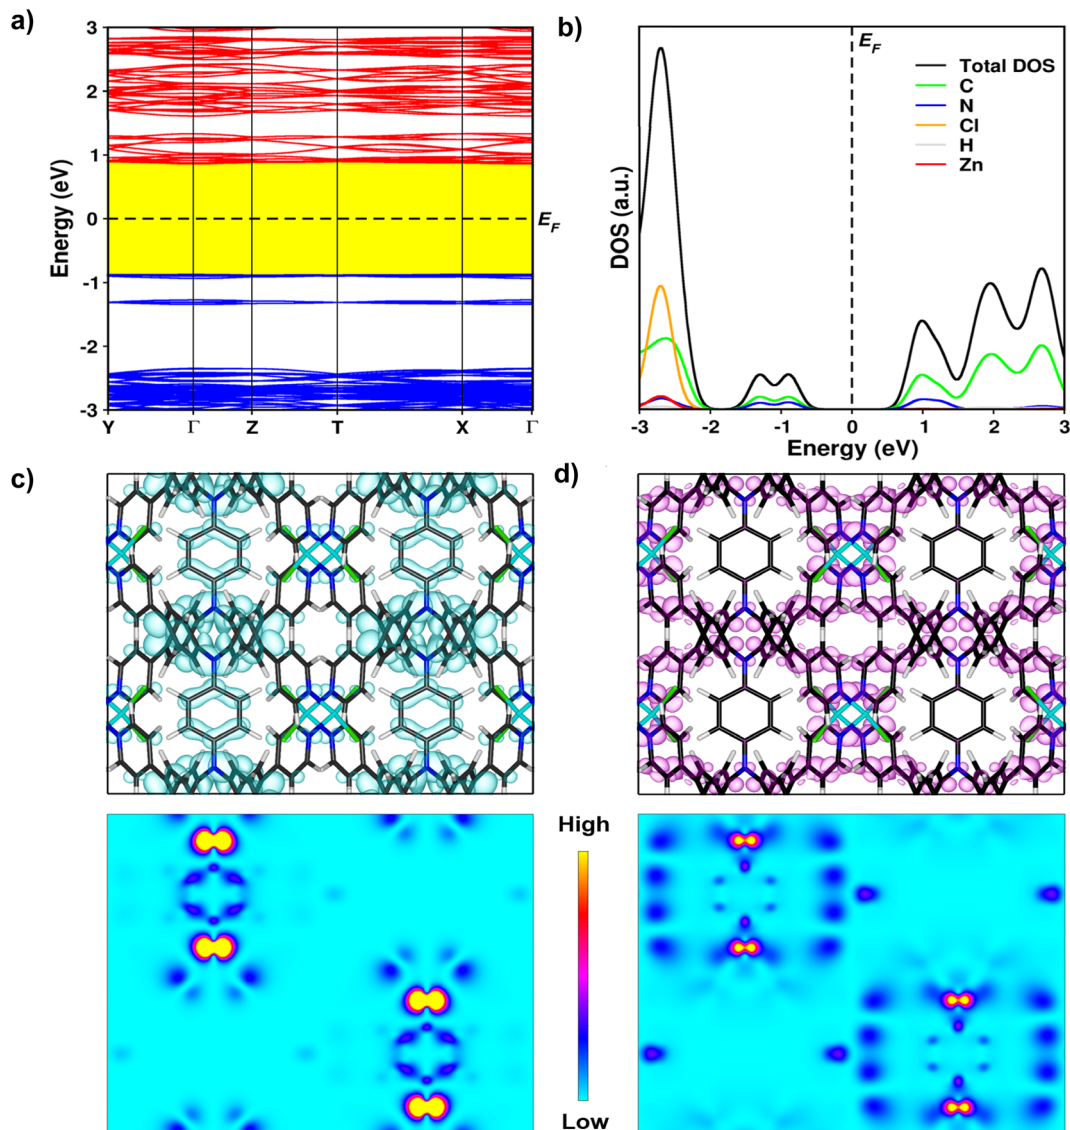 a)
Energy (eV)
3
2
1
0
-1
-2
-3
E_F
Y Γ Z T X Γ
b)
DOS (a.u.)
E_F
Total DOS
C
N
Cl
H
Zn
-3 -2 -1 0 1 2 3
Energy (eV)
c)
d)
High
Low